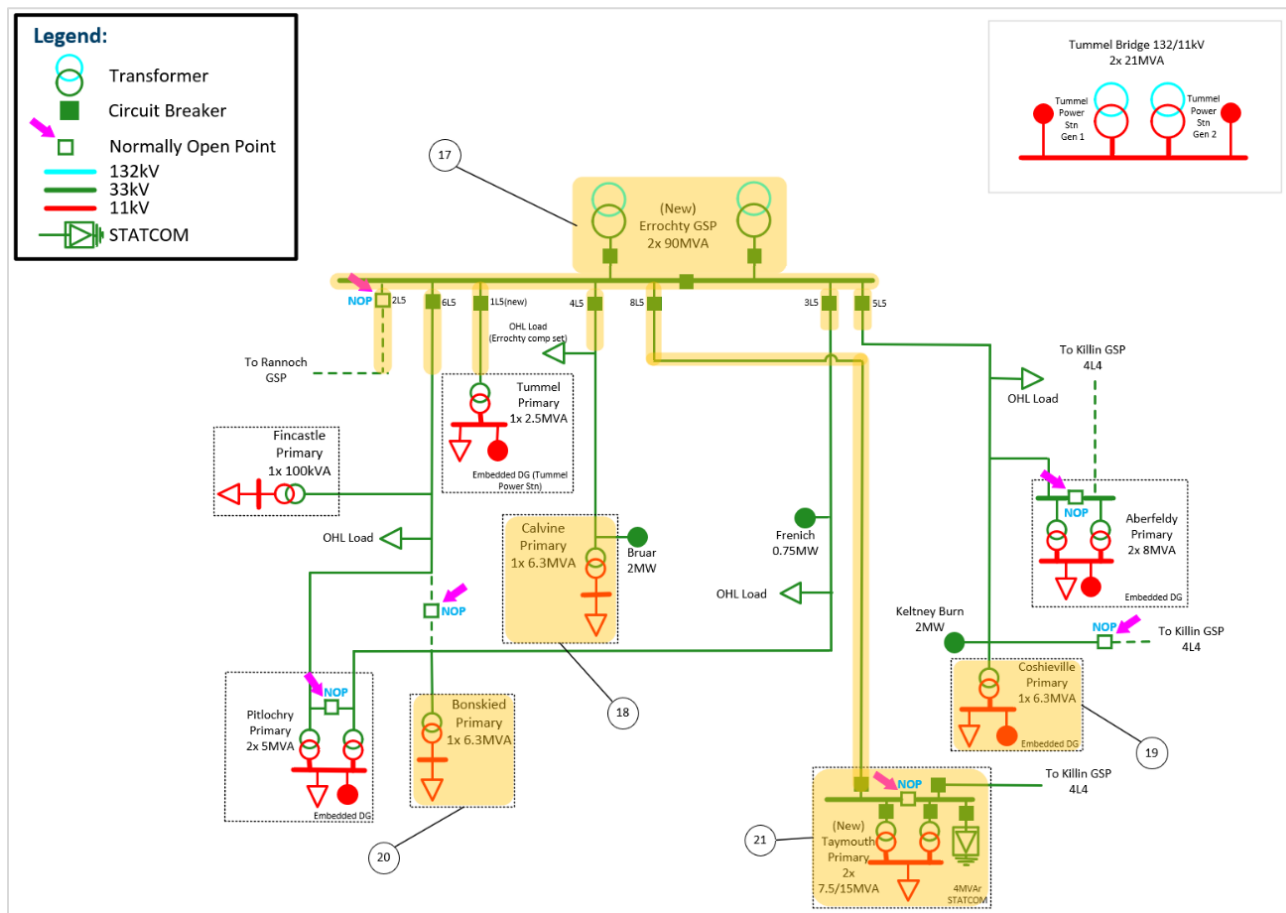 Legend:
Transformer
Circuit Breaker
Normally Open Point
132kV
33kV
11kV
STATCOM
Tummel Bridge 132/11kV
2x 21MVA
Tummel
Power
Stn
Gen 1
Tummel
Power
Stn
Gen 2
17
(New)
Errochty GSP
2x 90MVA
NOP
2L5
6L5
1L5(new)
4L5
8L5
3L5
5L5
To Rannoch
GSP
OHL Load
(Errochty comp set)
Tummel
Primary
1x 2.5MVA
Embedded DG (Tummel
Power Stn)
Fincastle
Primary
1x 100kVA
OHL Load
NOP
Calvine
Primary
1x 6.3MVA
Bruar
2MW
18
Frenich
0.75MW
OHL Load
To Killin GSP
4L4
OHL Load
NOP
Aberfeldy
Primary
2x 8MVA
Embedded DG
Keltney Burn
2MW
NOP
To Killin GSP
4L4
Coshieville
Primary
1x 6.3MVA
Embedded DG
19
NOP
Pitlochry
Primary
2x 5MVA
Embedded DG
Bonskied
Primary
1x 6.3MVA
20
NOP
To Killin GSP
4L4
(New)
Taymouth
Primary
2x
7.5/15MVA
4MVAr
STATCOM
21